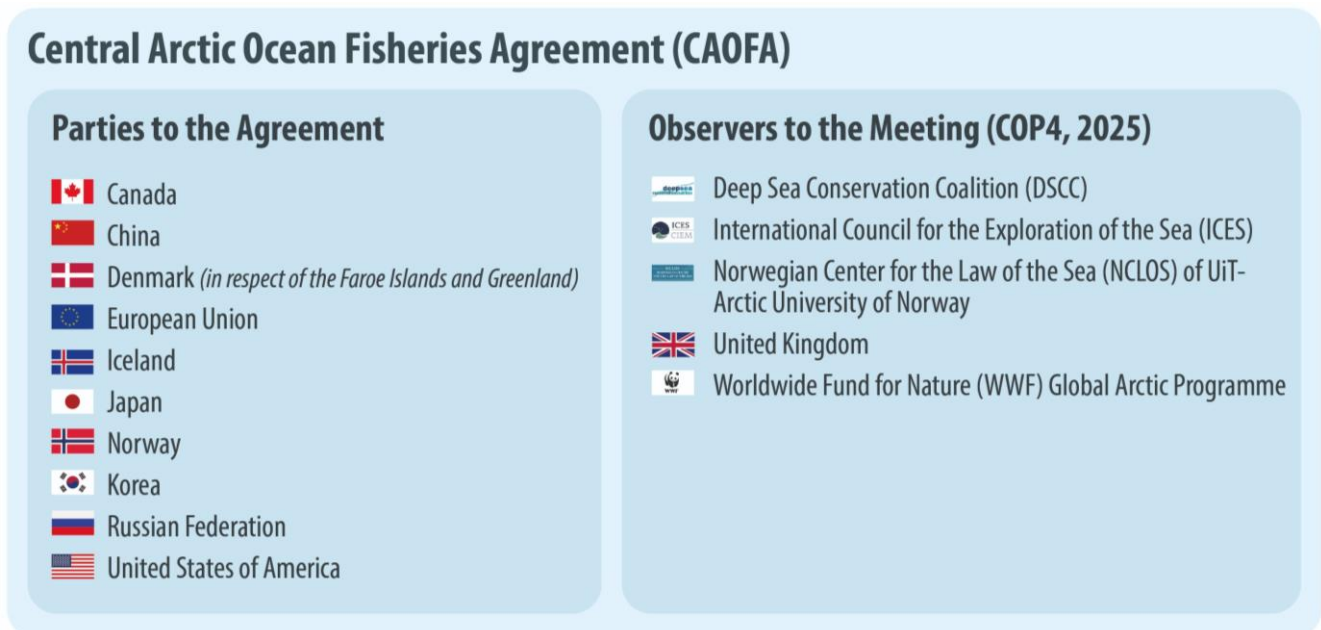 Central Arctic Ocean Fisheries Agreement (CAOFA)
Parties to the Agreement
Canada
China
Denmark (in respect of the Faroe Islands and Greenland)
European Union
Iceland
Japan
Norway
Korea
Russian Federation
United States of America
Observers to the Meeting (COP4, 2025)
deepsea
Deep Sea Conservation Coalition (DSCC)
ICES
CIEM
International Council for the Exploration of the Sea (ICES)
Norwegian Center for the Law of the Sea (NCLOS) of UiT-
Arctic University of Norway
United Kingdom
WWF
Worldwide Fund for Nature (WWF) Global Arctic Programme